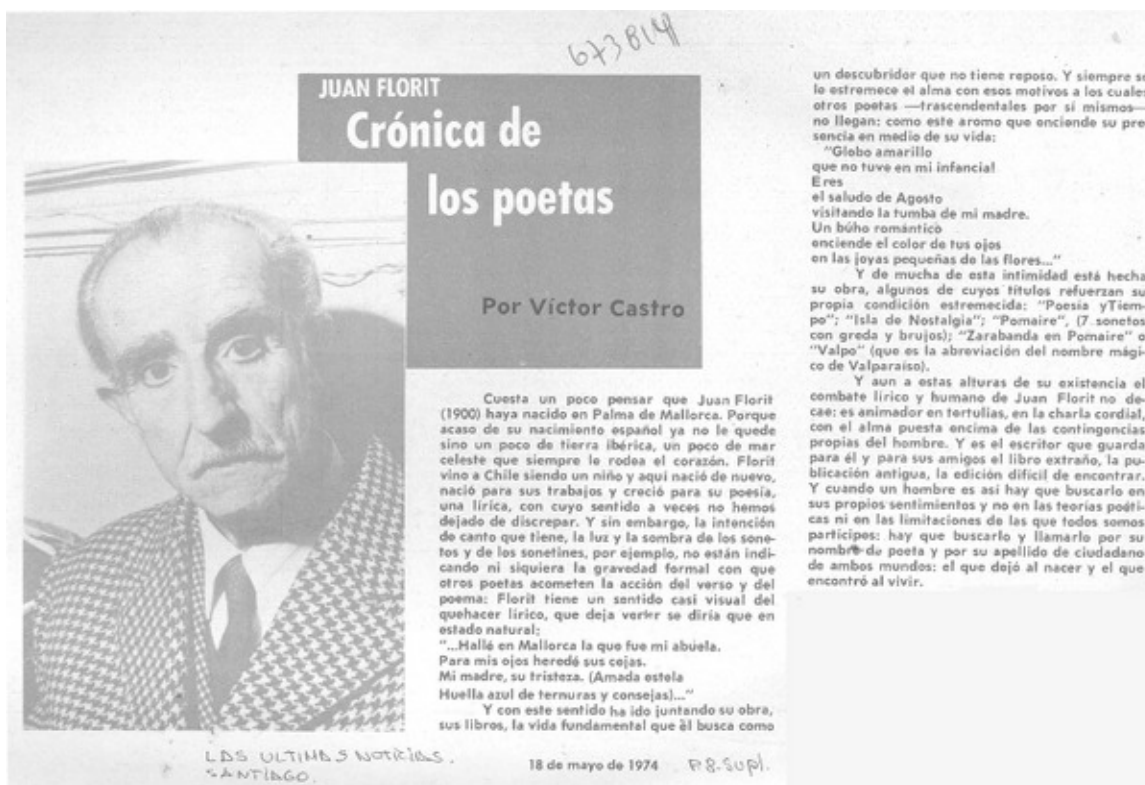 673814
JUAN FLORIT
Crónica de
los poetas
Por Víctor Castro
Cuesta un poco pensar que Juan Florit
(1900) haya nacido en Palma de Mallorca. Porque
acaso de su nacimiento español ya no le quede
sino un poco de tierra ibérica, un poco de mar
celeste que siempre le rodea el corazón. Florit
vino a Chile siendo un niño y aquí nació de nuevo,
nació para sus trabajos y creció para su poesía,
una lírica, con cuyo sentido a veces no hemos
dejado de discrepar. Y sin embargo, la intención
de canto que tiene, la luz y la sombra de los sone-
tos y de los sonetines, por ejemplo, no están indi-
cando ni siquiera la gravedad formal con que
otros poetas acometen la acción del verso y del
poema: Florit tiene un sentido casi visual del
quehacer lírico, que deja verter se diría que en
estado natural:
"...Hallé en Mallorca la que fue mi abuela.
Para mis ojos heredé sus cejas.
Mi madre, su tristeza. (Amada estela
Huella azul de ternuras y consejas)..."
Y con este sentido ha ido juntando su obra,
sus libros, la vida fundamental que èl busca como
un descubridor que no tiene reposo. Y siempre se
le estremece el alma con esos motivos a los cuales
otros poetas —trascendentales por sí mismos—
no llegan: como este aromo que enciende su pre-
sencia en medio de su vida:
"Globo amarillo
que no tuve en mi infancia!
Eres
el saludo de Agosto
visitando la tumba de mi madre.
Un búho romántico
enciende el color de tus ojos
en las joyas pequeñas de las flores..."
Y de mucha de esta intimidad está hecha
su obra, algunos de cuyos títulos refuerzan su
propia condición estremecida: "Poesía yTiem-
po"; "Isla de Nostalgia"; "Pomaire", (7 sonetos
con greda y brujos); "Zarabanda en Pomaire" o
"Valpo" (que es la abreviación del nombre mági-
co de Valparaíso).
Y aun a estas alturas de su existencia el
combate lírico y humano de Juan Florit no de-
cae: es animador en tertulias, en la charla cordial,
con el alma puesta encima de las contingencias
propias del hombre. Y es el escritor que guarda
para él y para sus amigos el libro extraño, la pu-
blicación antigua, la edición difícil de encontrar.
Y cuando un hombre es así hay que buscarlo en
sus propios sentimientos y no en las teorías poéti-
cas ni en las limitaciones de las que todos somos
partícipes: hay que buscarlo y llamarlo por su
nombre de poeta y por su apellido de ciudadano
de ambos mundos: el que dejó al nacer y el que
encontró al vivir.
LAS ULTIMAS NOTICIAS.
SANTIAGO.
18 de mayo de 1974 P.8.Supl.